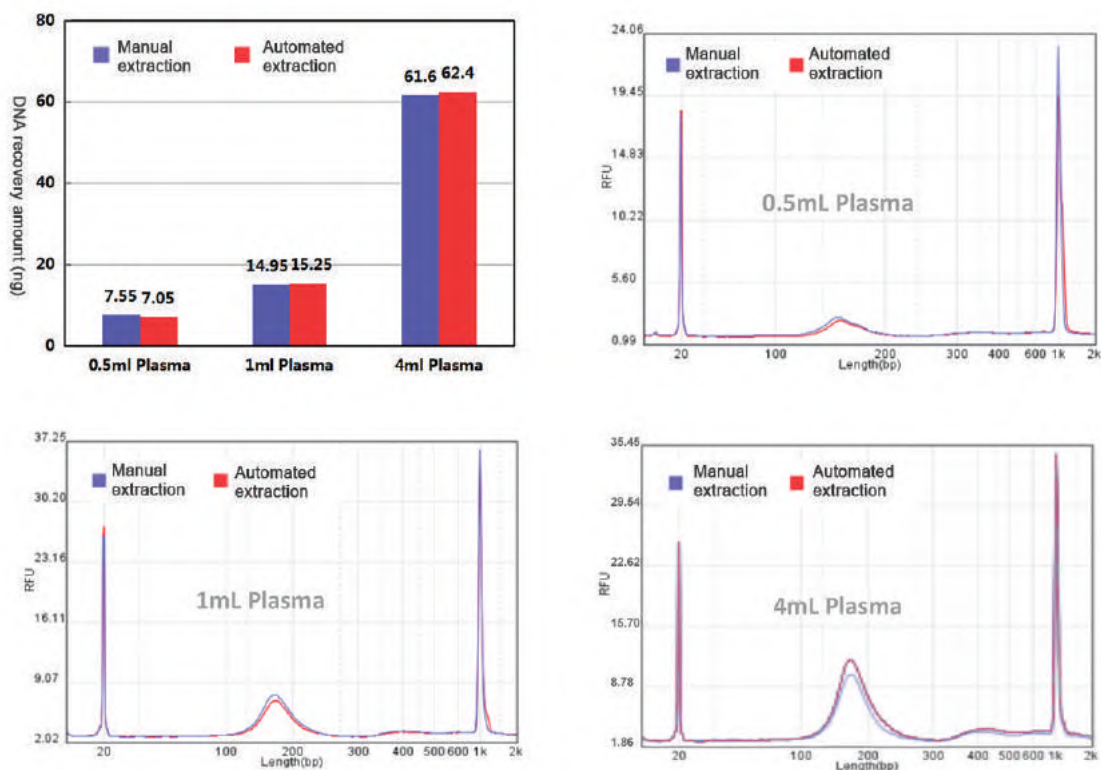 80
60
40
20
0
DNA recovery amount (ng)
Manual extraction
Automated extraction
7.55
7.05
14.95
15.25
61.6
62.4
0.5ml Plasma
1ml Plasma
4ml Plasma
24.06
19.45
14.83
10.22
5.60
0.99
RFU
Manual extraction
Automated extraction
0.5mL Plasma
20
100
200
300
400
600
1k
2k
Length(bp)
37.25
30.20
23.16
16.11
9.07
2.02
RFU
Manual extraction
Automated extraction
1mL Plasma
20
100
200
300
400
500
600
1k
2k
Length(bp)
35.45
29.54
22.62
15.70
8.78
1.86
RFU
Manual extraction
Automated extraction
4mL Plasma
20
100
200
300
400
500
600
1k
2k
Length(bp)